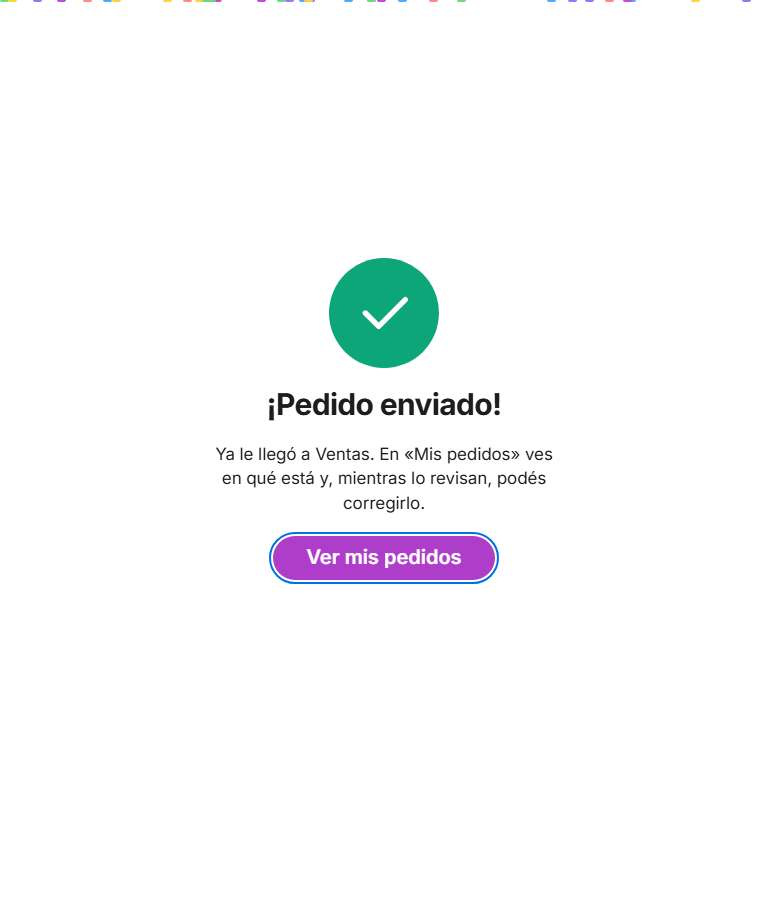 ¡Pedido enviado!
Ya le llegó a Ventas. En «Mis pedidos» ves
en qué está y, mientras lo revisan, podés
corregirlo.
Ver mis pedidos